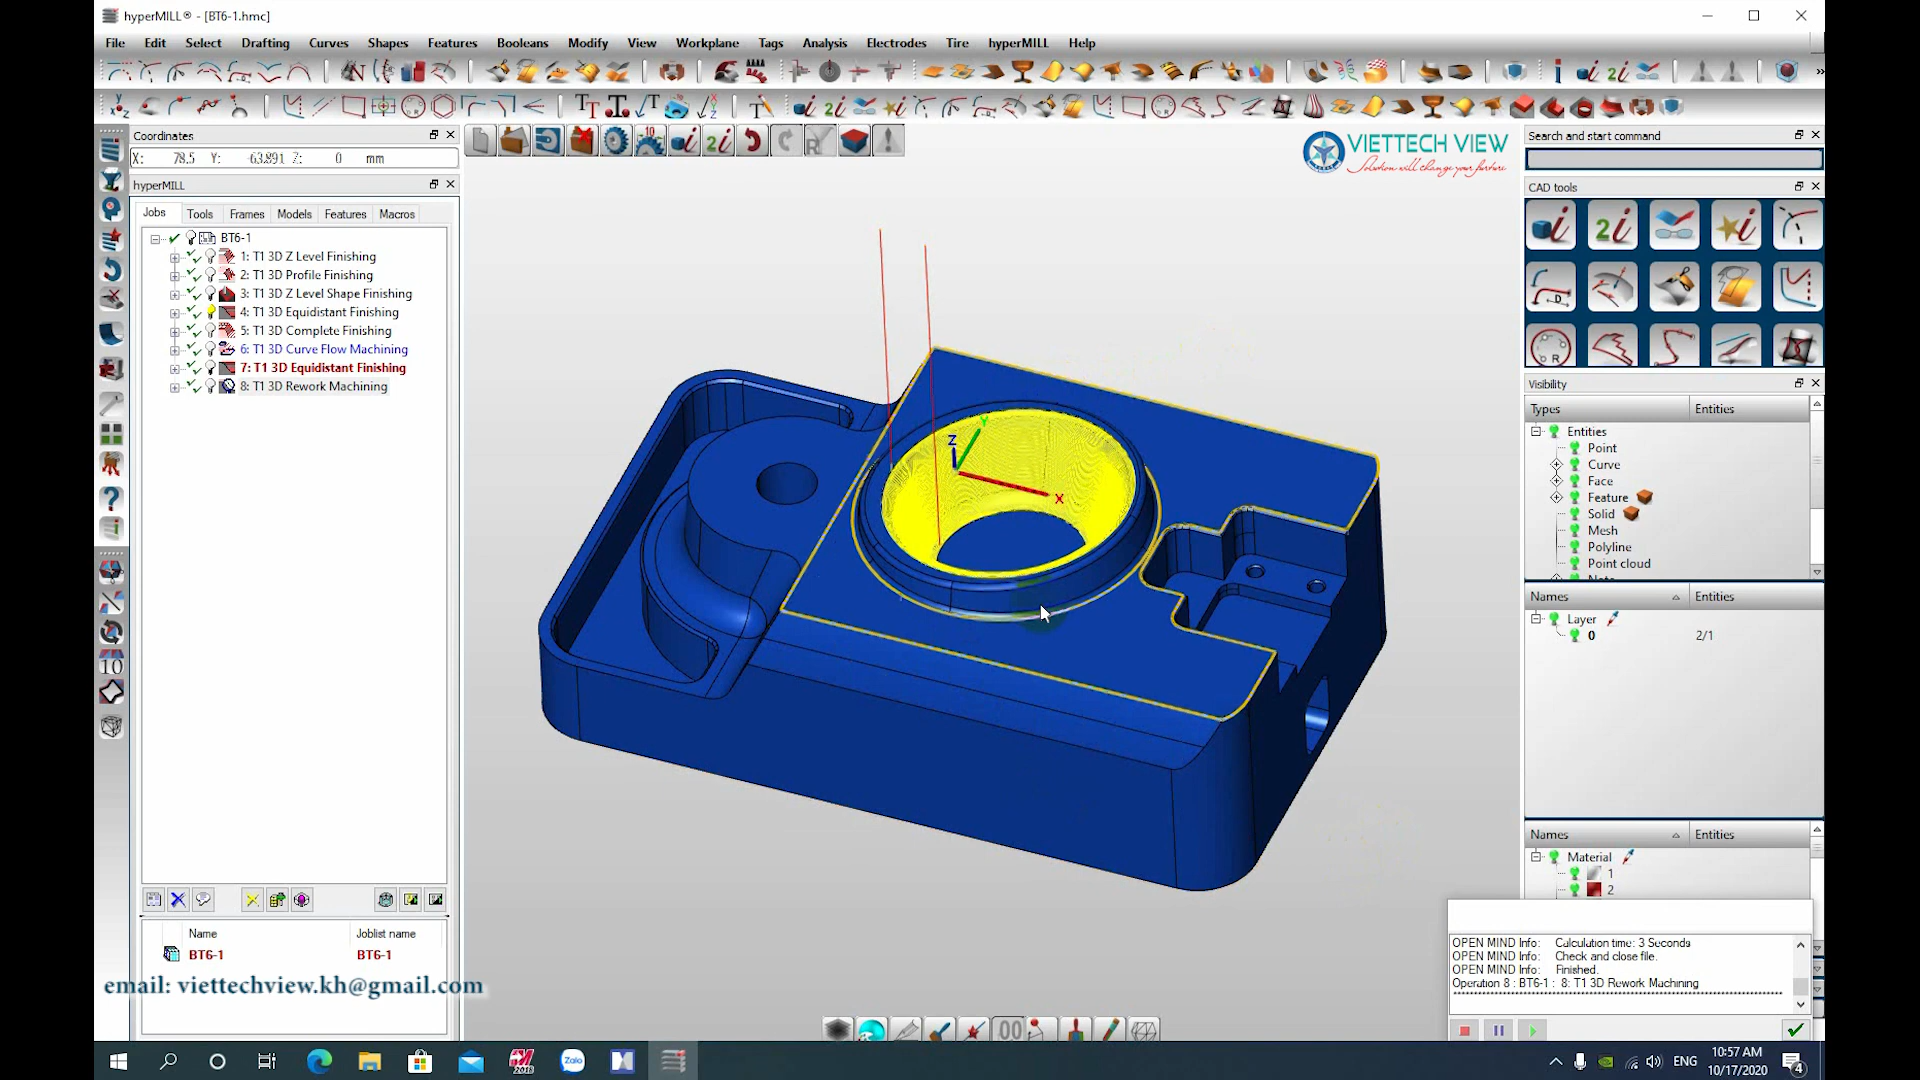 hyperMILL® - [BT6-1.hmc]
File Edit Select Drafting Curves Shapes Features Booleans Modify View Workplane Tags Analysis Electrodes Tire hyperMILL Help
Coordinates
X: 78.5 Y: -63.891 Z: 0 mm
hyperMILL
Jobs Tools Frames Models Features Macros
BT6-1
1: T1 3D Z Level Finishing
2: T1 3D Profile Finishing
3: T1 3D Z Level Shape Finishing
4: T1 3D Equidistant Finishing
5: T1 3D Complete Finishing
6: T1 3D Curve Flow Machining
7: T1 3D Equidistant Finishing
8: T1 3D Rework Machining
Name Joblist name
BT6-1 BT6-1
email: viettechview.kh@gmail.com
VIETTECH VIEW
Solution will change your furture
Z
Y
X
Search and start command
CAD tools
Visibility
Types Entities
Entities
Point
Curve
Face
Feature
Solid
Mesh
Polyline
Point cloud
Names Entities
Layer
0 2/1
Names Entities
Material
1
2
OPEN MIND Info: Calculation time: 3 Seconds
OPEN MIND Info: Check and close file.
OPEN MIND Info: Finished.
Operation 8 : BT6-1 : 8: T1 3D Rework Machining
ENG
10:57 AM
10/17/2020